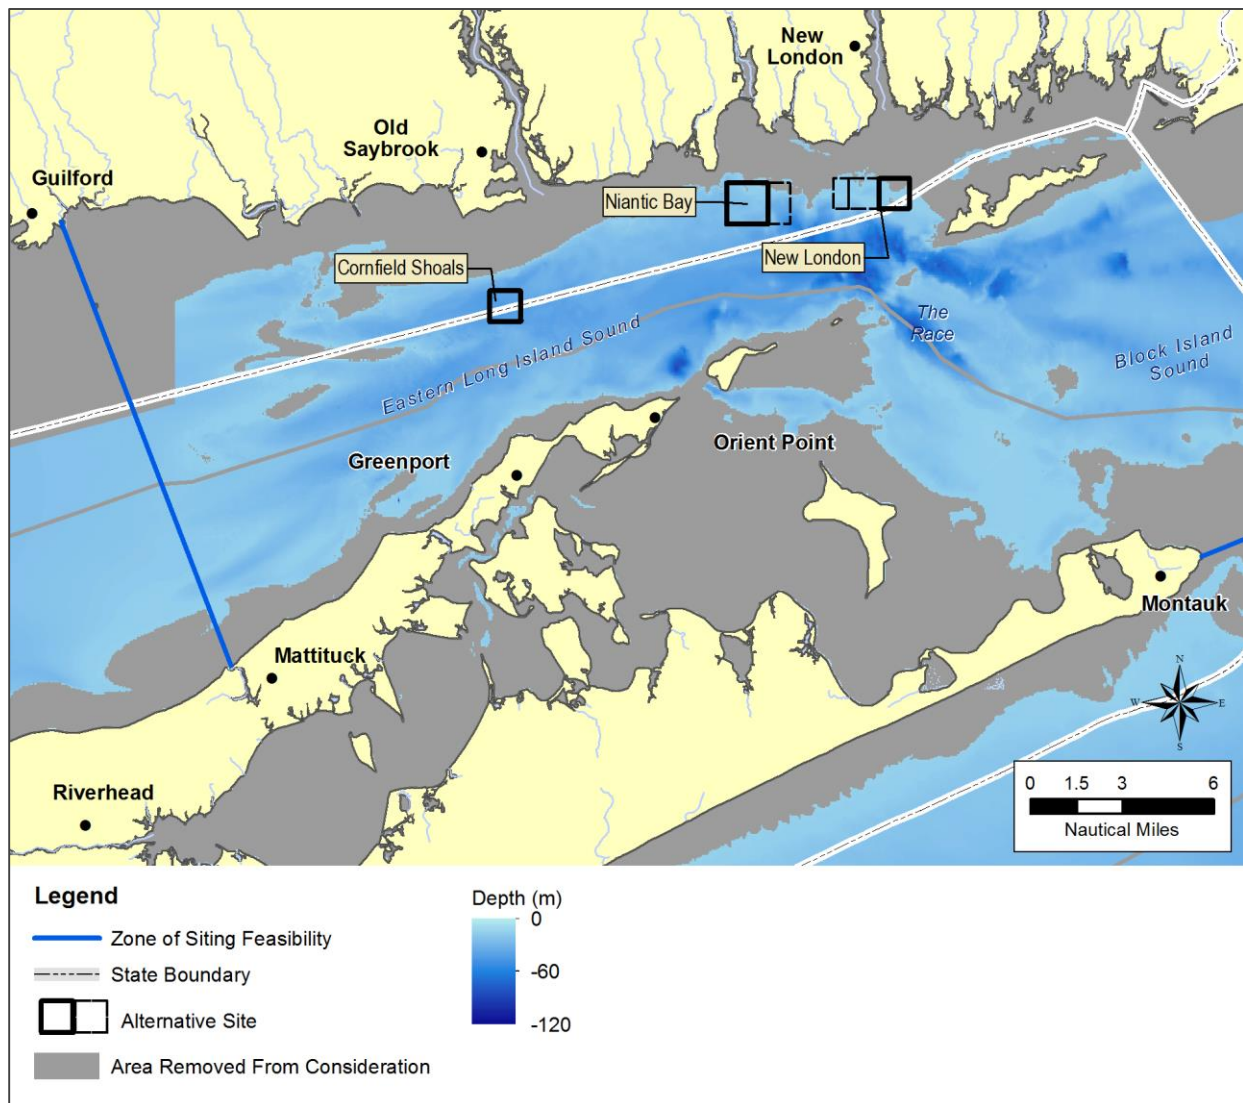 New
London
Old
Saybrook
Guilford
Niantic Bay
New London
Cornfield Shoals
The
Race
Block Island
Sound
Eastern Long Island Sound
Orient Point
Greenport
Montauk
Mattituck
Riverhead
N
W E
S
0 1.5 3 6
Nautical Miles
Legend
Zone of Siting Feasibility
State Boundary
Alternative Site
Area Removed From Consideration
Depth (m)
0
-60
-120